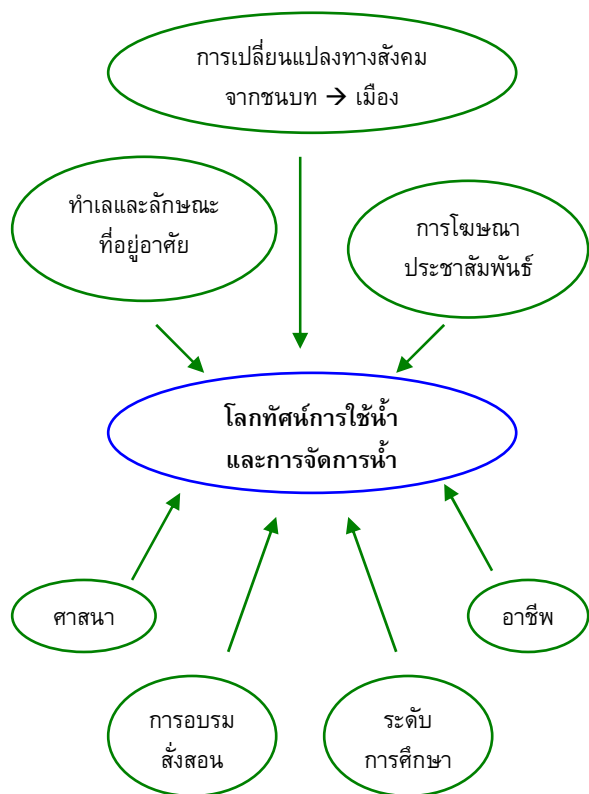 การเปลี่ยนแปลงทางสังคม
จากชนบท → เมือง
ทำเลและลักษณะ
ที่อยู่อาศัย
การโฆษณา
ประชาสัมพันธ์
โลกทัศน์การใช้น้ำ
และการจัดการน้ำ
ศาสนา
อาชีพ
การอบรม
สั่งสอน
ระดับ
การศึกษา